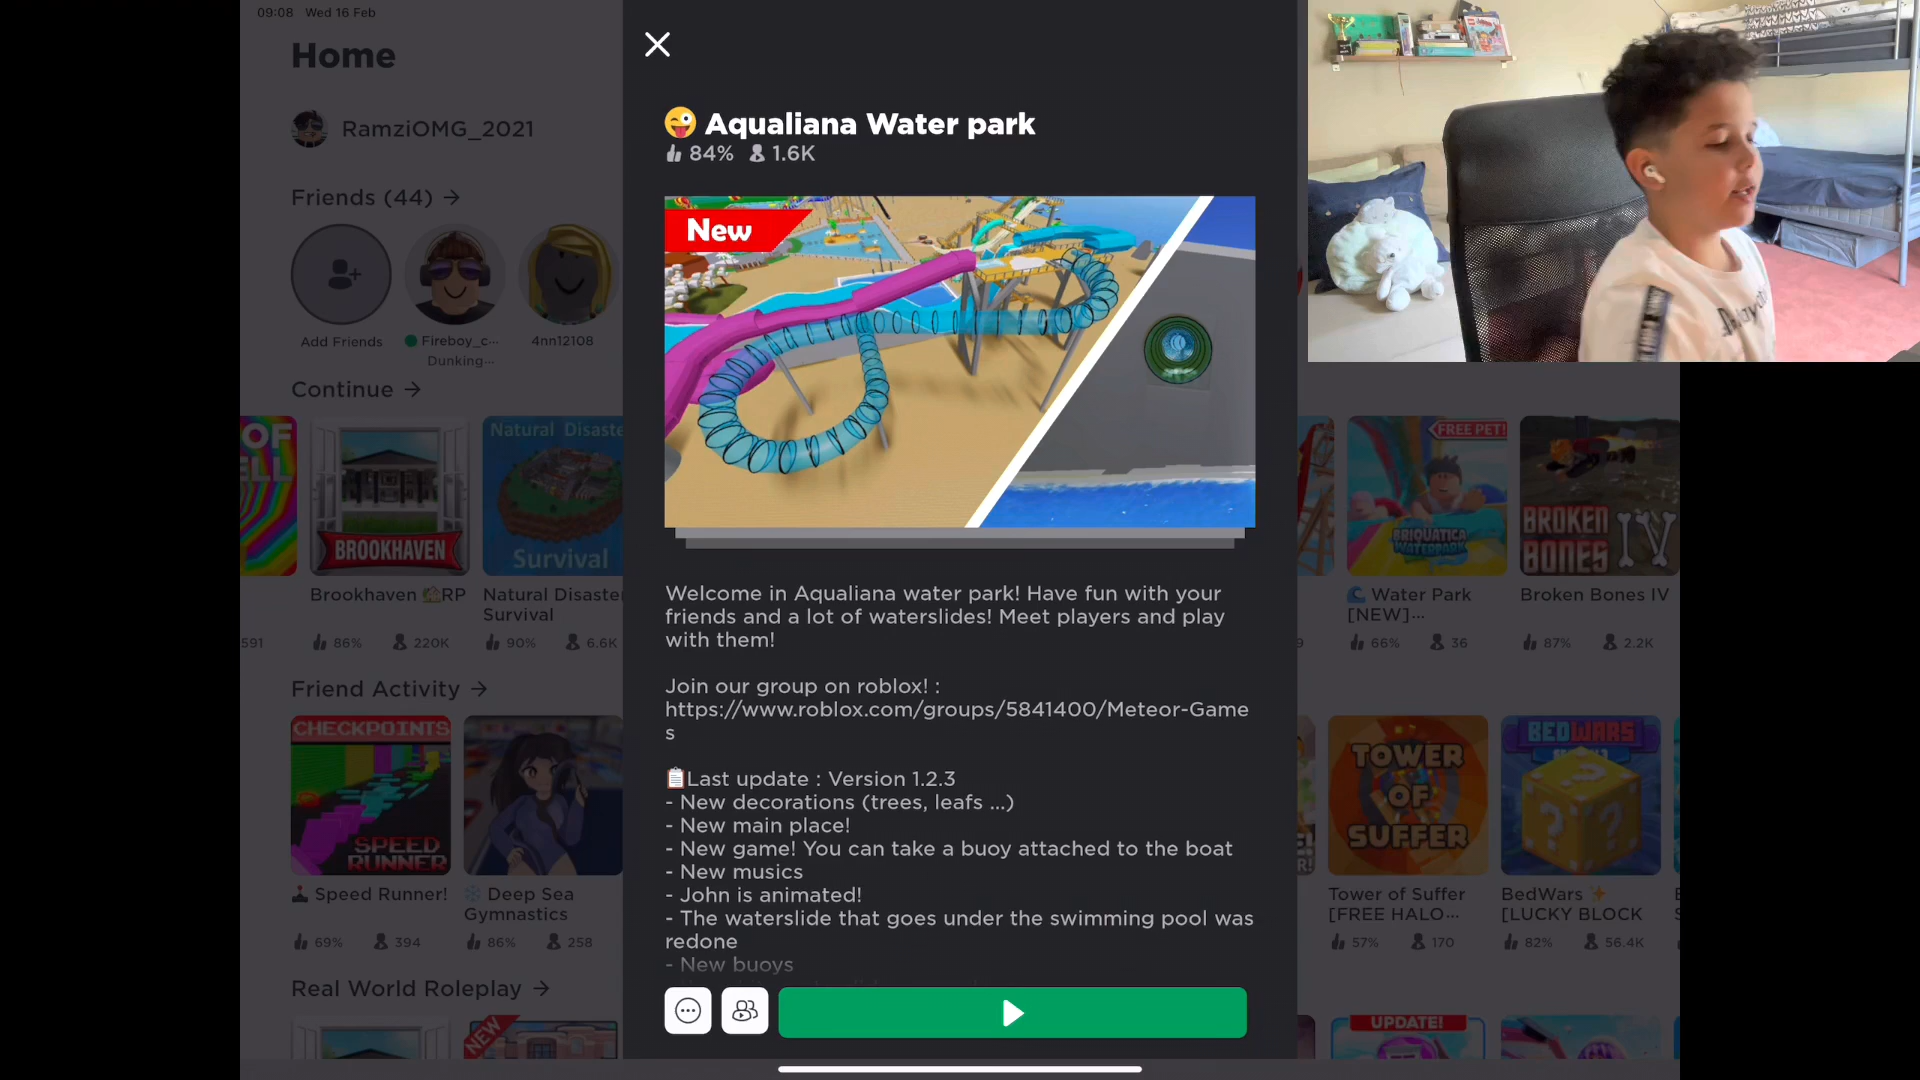 09:08 Wed 16 Feb
Home
RamziOMG_2021
Friends (44) →
Add Friends
Fireboy_c...
Dunking...
4nn12108
Continue →
OF
ELL
591
BROOKHAVEN
Brookhaven 🏡RP
86% 220K
Natural Disaste
Survival
Natural Disaster
Survival
90% 6.6K
Friend Activity →
CHECKPOINTS
SPEED
RUNNER
Speed Runner!
69% 394
Deep Sea
Gymnastics
86% 258
Real World Roleplay →
NEW
😜 Aqualiana Water park
84% 1.6K
New
Welcome in Aqualiana water park! Have fun with your
friends and a lot of waterslides! Meet players and play
with them!
Join our group on roblox! :
https://www.roblox.com/groups/5841400/Meteor-Game
s
📋Last update : Version 1.2.3
- New decorations (trees, leafs ...)
- New main place!
- New game! You can take a buoy attached to the boat
- New musics
- John is animated!
- The waterslide that goes under the swimming pool was
redone
- New buoys
9
FREE PET!
BRIQUATICA
WATERPARK
🌊 Water Park
[NEW]...
66% 36
BROKEN
BONES IV
Broken Bones IV
87% 2.2K
TOWER
OF
SUFFER
Tower of Suffer
[FREE HALO...
57% 170
BEDWARS
BedWars ✨
[LUCKY BLOCK
82% 56.4K
UPDATE!